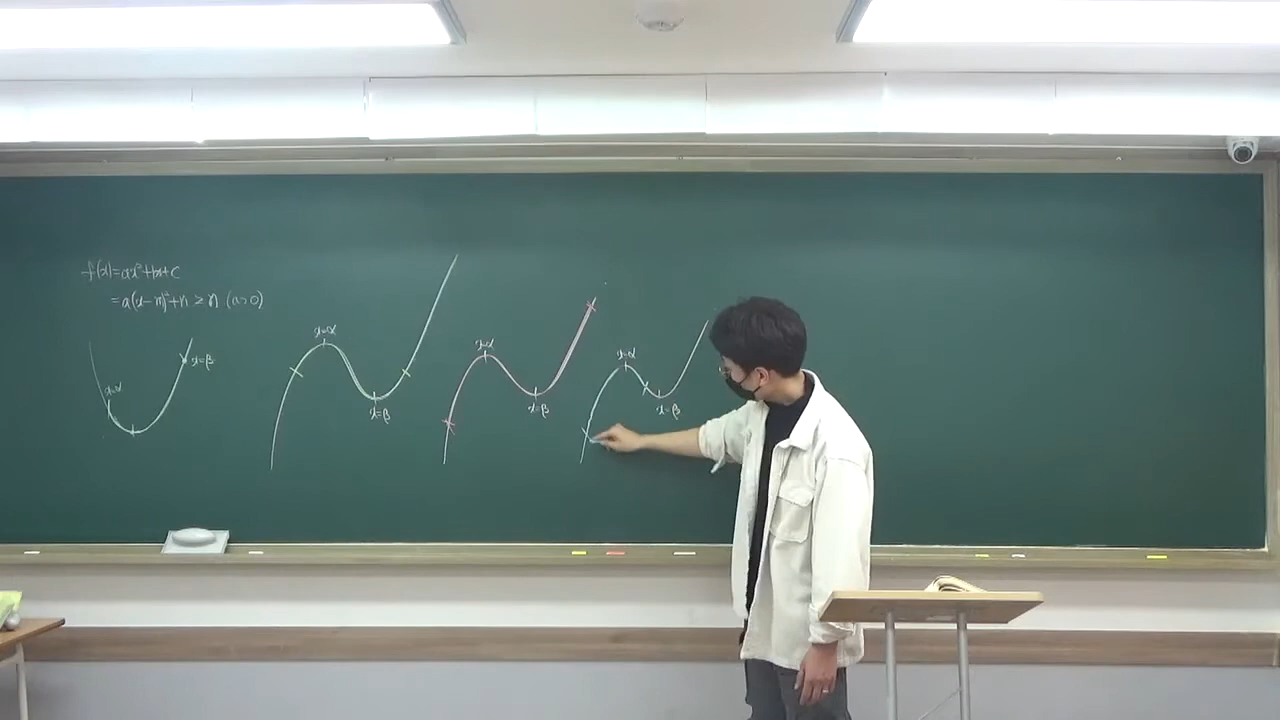 f(x)=ax²+bx+c
=a(x-m)²+n ≥ n (a>0)
x=α
x=β
x=α
x=β
x=α
x=β
x=α
x=β